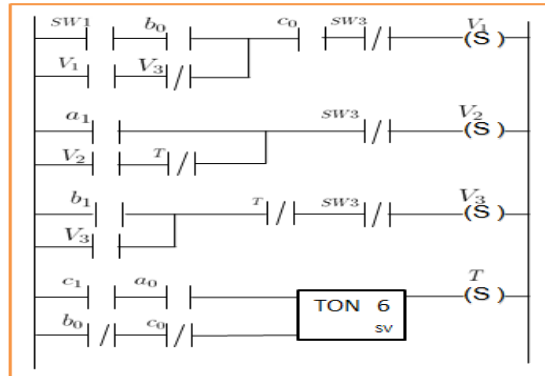 SW1 b0 c0 SW3 V1
(S)
V1 V3
a1 SW3 V2
(S)
V2 T
b1 T SW3 V3
(S)
V3
c1 a0 T
TON 6 (S)
sv
b0 c0